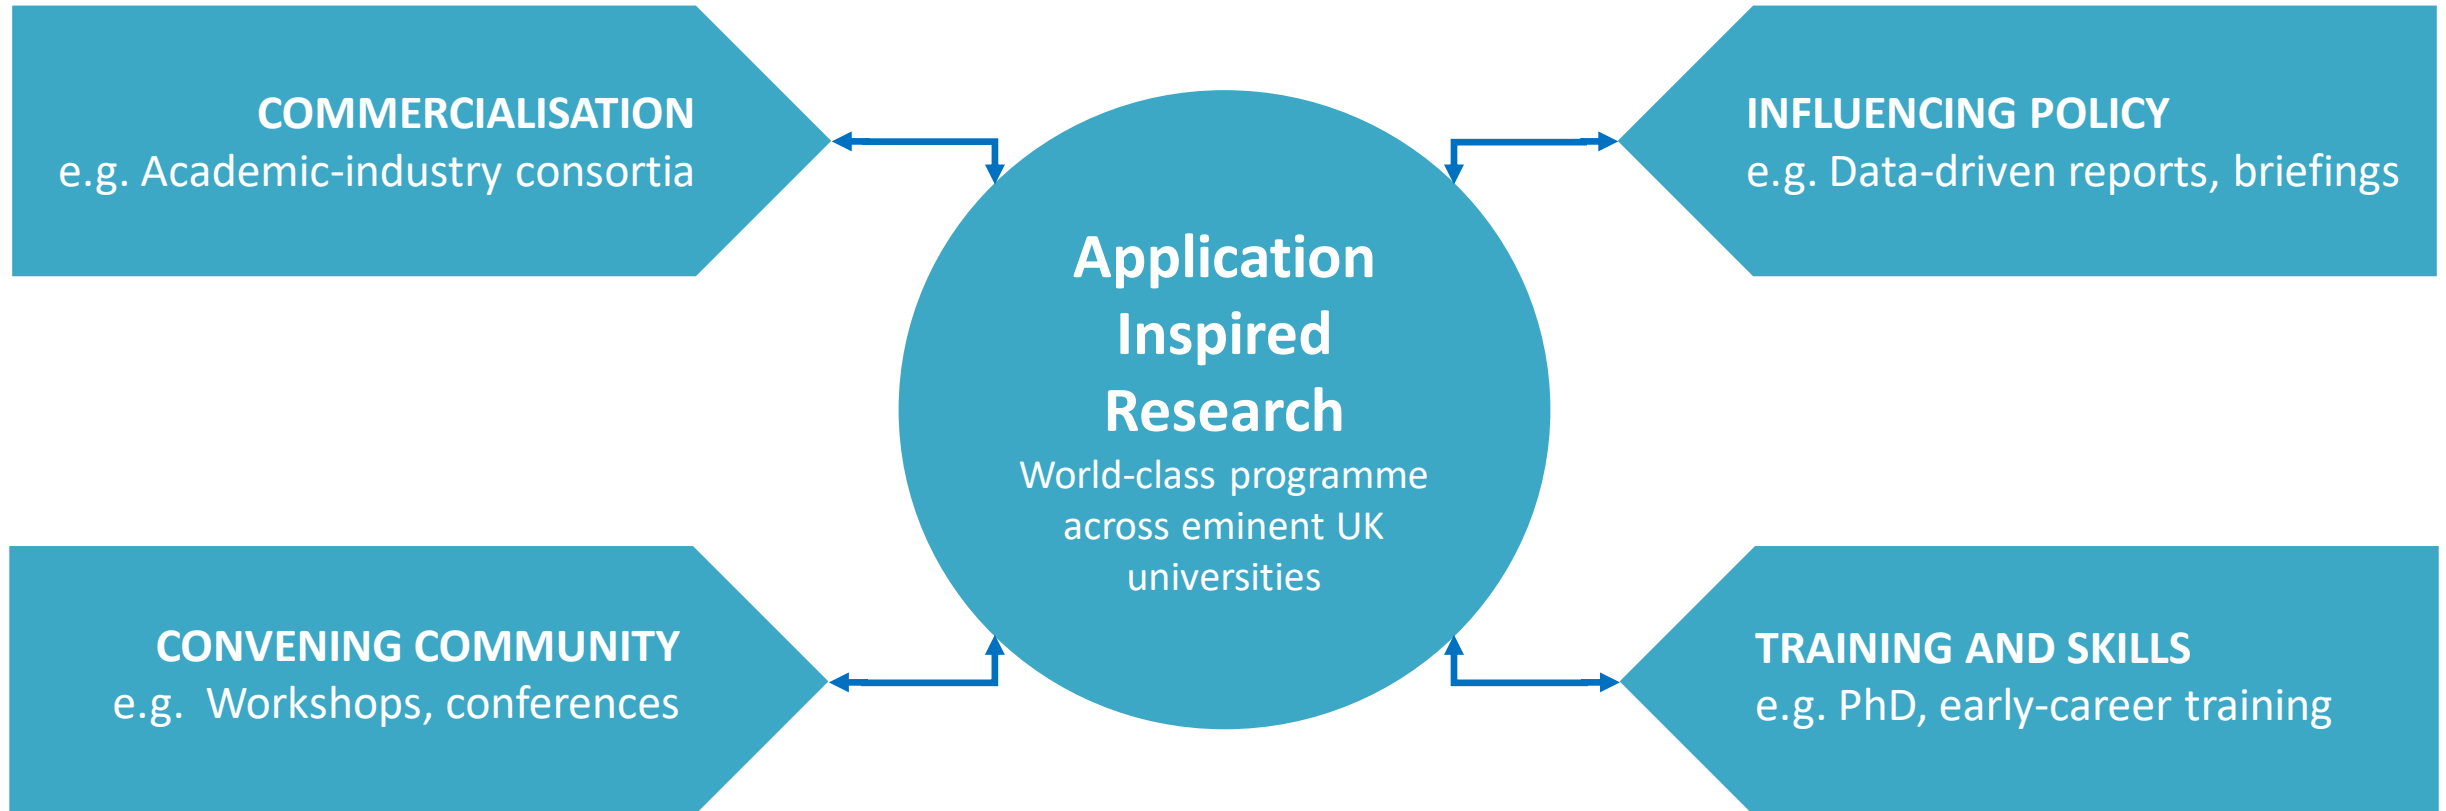 COMMERCIALISATION
e.g. Academic-industry consortia
INFLUENCING POLICY
e.g. Data-driven reports, briefings
Application
Inspired
Research
World-class programme
across eminent UK
universities
CONVENING COMMUNITY
e.g.  Workshops, conferences
TRAINING AND SKILLS
e.g. PhD, early-career training